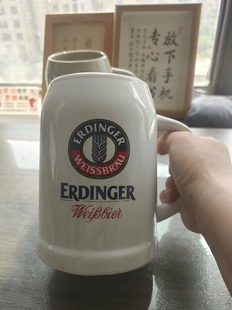 放下手机
专心看
ERDINGER
WEISSBRÄU
ERDINGER
Weißbier